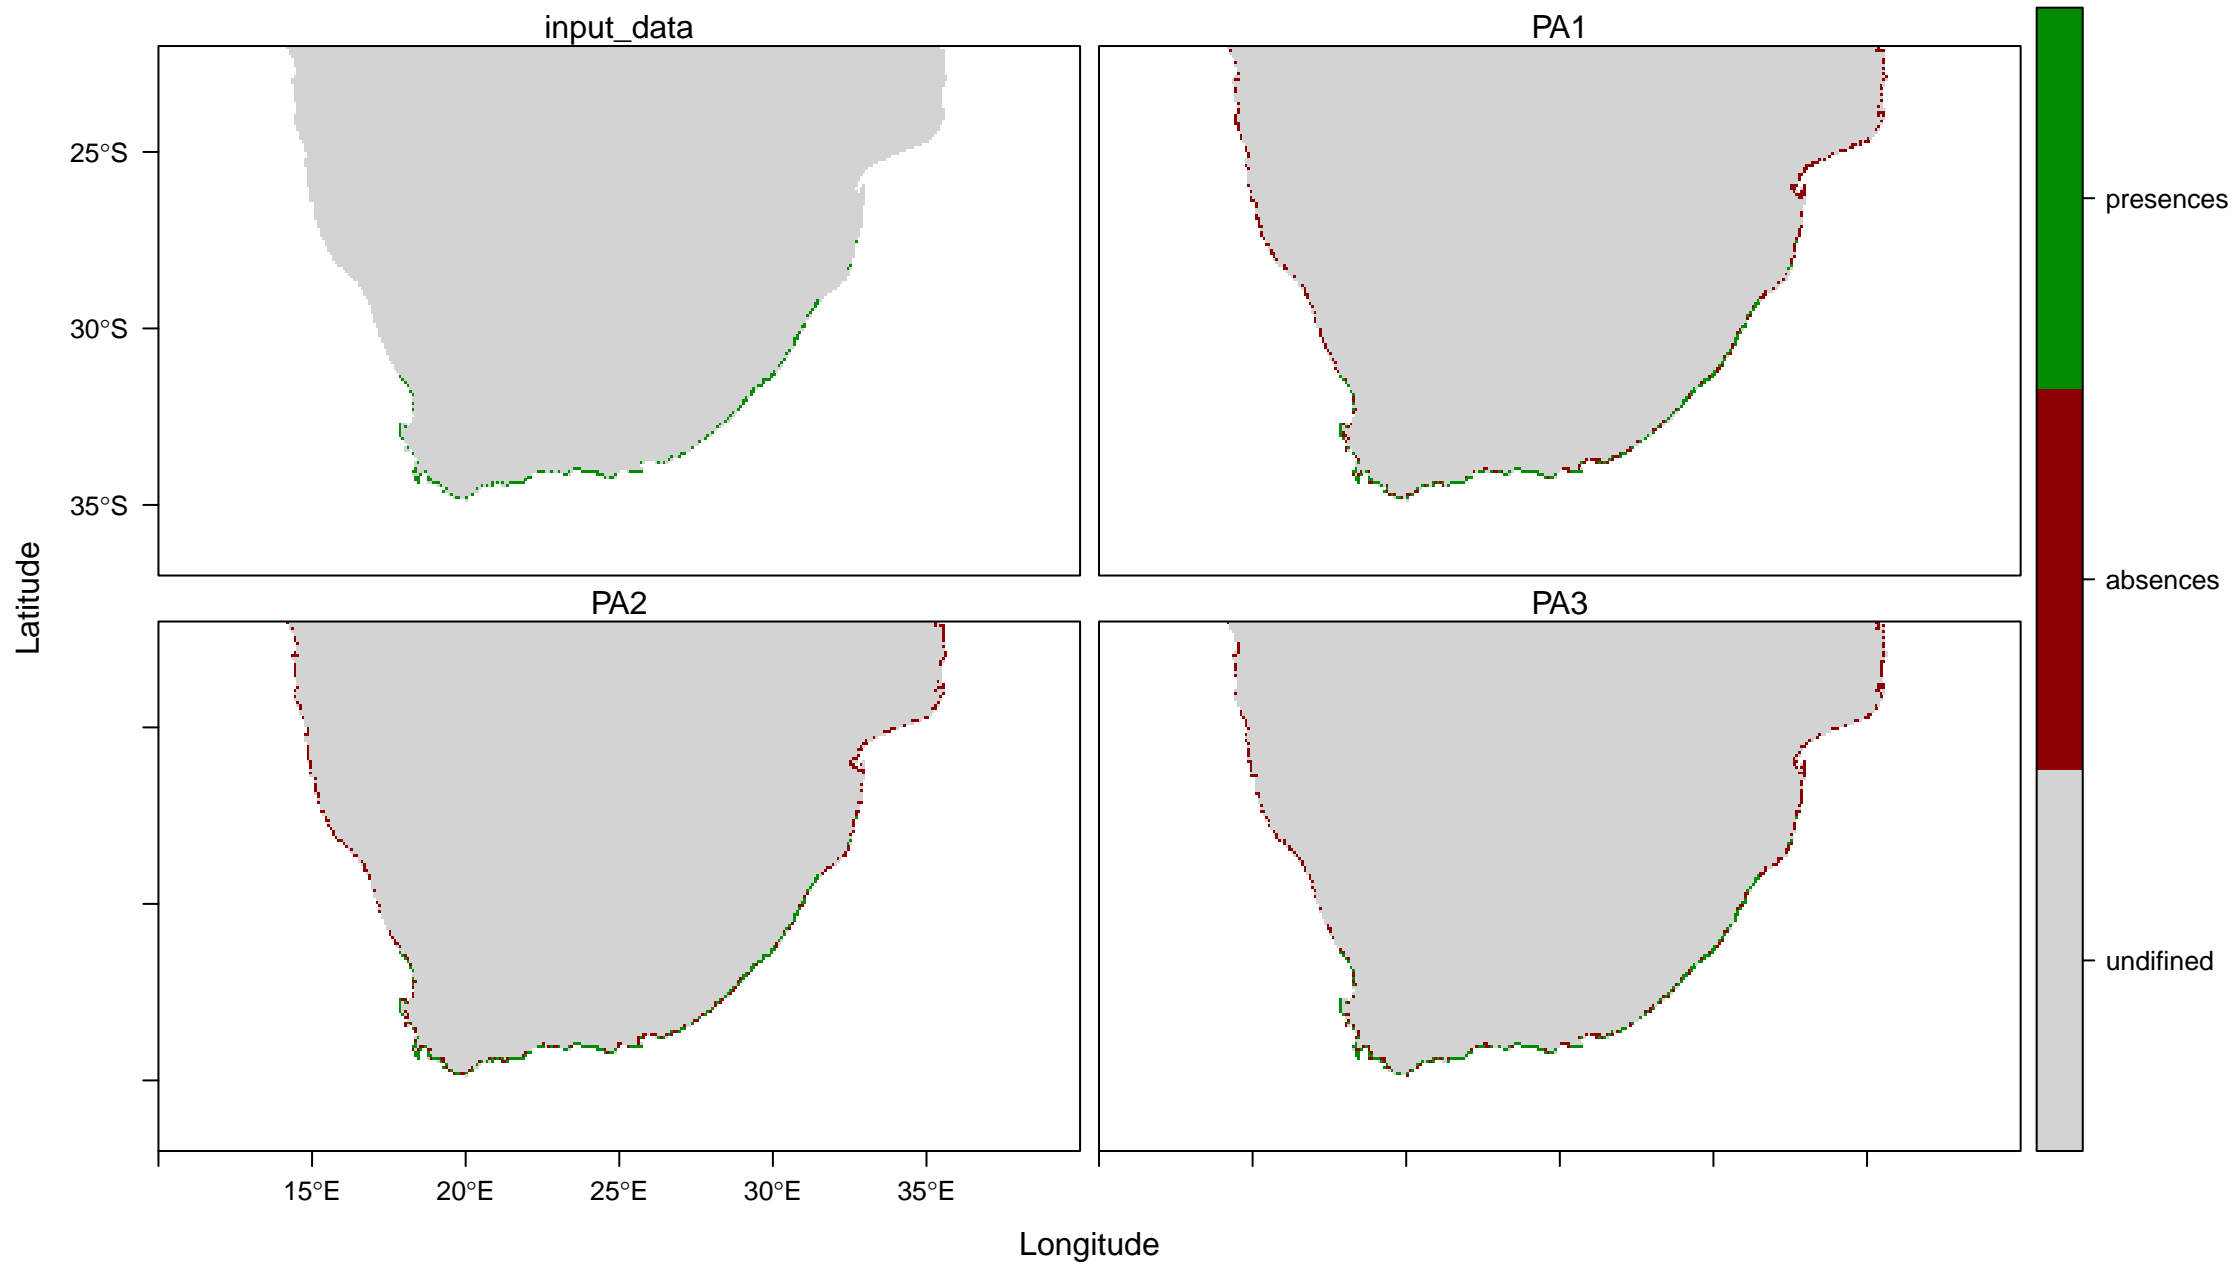 input_data
PA1
25°S
30°S
35°S
presences
absences
undifined
Latitude
PA2
PA3
15°E
20°E
25°E
30°E
35°E
Longitude